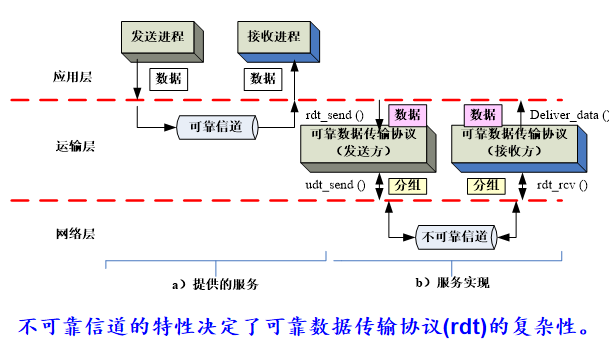 发送进程
接收进程
应用层
数据
数据
rdt_send ()
数据
数据
Deliver_data ()
可靠信道
运输层
可靠数据传输协议
(发送方)
可靠数据传输协议
(接收方)
udt_send ()
分组
分组
rdt_rcv ()
网络层
不可靠信道
a）提供的服务
b）服务实现
不可靠信道的特性决定了可靠数据传输协议(rdt)的复杂性。